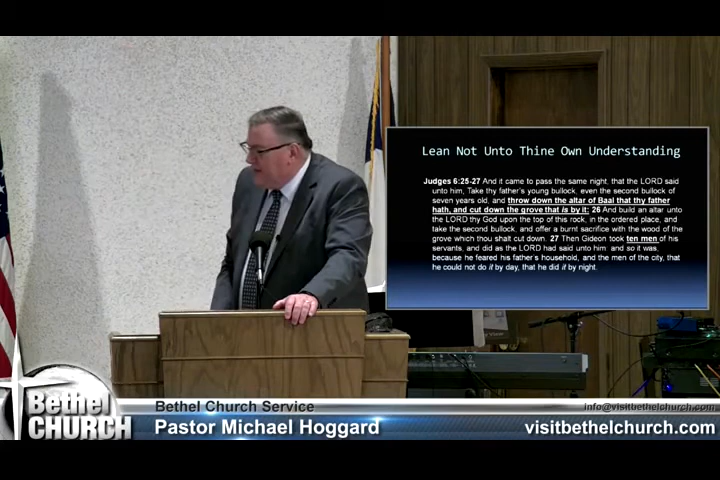 Lean Not Unto Thine Own Understanding
Judges 6:25-27 And it came to pass the same night, that the LORD said
unto him, Take thy father's young bullock, even the second bullock of
seven years old, and throw down the altar of Baal that thy father
hath, and cut down the grove that is by it: 26 And build an altar unto
the LORD thy God upon the top of this rock, in the ordered place, and
take the second bullock, and offer a burnt sacrifice with the wood of the
grove which thou shalt cut down. 27 Then Gideon took ten men of his
servants, and did as the LORD had said unto him: and so it was,
because he feared his father's household, and the men of the city, that
he could not do it by day, that he did it by night.
Bethel
CHURCH
Bethel Church Service
info@visitbethelchurch.com
Pastor Michael Hoggard
visitbethelchurch.com